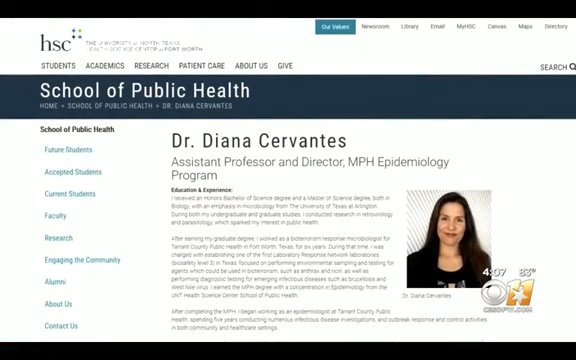 Our Values Newsroom Library Email MyHSC Canvas Maps Directory
hsc
THE UNIVERSITY of NORTH TEXAS
HEALTH SCIENCE CENTER at FORT WORTH
STUDENTS ACADEMICS RESEARCH PATIENT CARE ABOUT US GIVE
SEARCH
School of Public Health
HOME > SCHOOL OF PUBLIC HEALTH > DR. DIANA CERVANTES
School of Public Health
Future Students
Accepted Students
Current Students
Faculty
Research
Engaging the Community
Alumni
About Us
Contact Us
Dr. Diana Cervantes
Assistant Professor and Director, MPH Epidemiology
Program
Education & Experience:
I received an Honors Bachelor of Science degree and a Master of Science degree, both in
Biology, with an emphasis in microbiology from The University of Texas at Arlington.
During both my undergraduate and graduate studies, I conducted research in retrovirology
and parasitology, which sparked my interest in public health.
After earning my graduate degree, I worked as a bioterrorism response microbiologist for
Tarrant County Public Health in Fort Worth, Texas, for six years. During that time, I was
charged with establishing one of the first Laboratory Response Network laboratories
(biosafety level 3) in Texas, focused on performing environmental sampling and testing for
agents which could be used in bioterrorism, such as anthrax and ricin, as well as
performing diagnostic testing for emerging infectious diseases such as brucellosis and
West Nile virus. I earned the MPH degree with a concentration in Epidemiology from the
UNT Health Science Center School of Public Health.
After completing the MPH, I began working as an epidemiologist at Tarrant County Public
Health, spending five years conducting numerous infectious disease investigations, and outbreak response and control activities
in both community and healthcare settings.
Dr. Diana Cervantes
4:07 83°
CBSDFW.COM